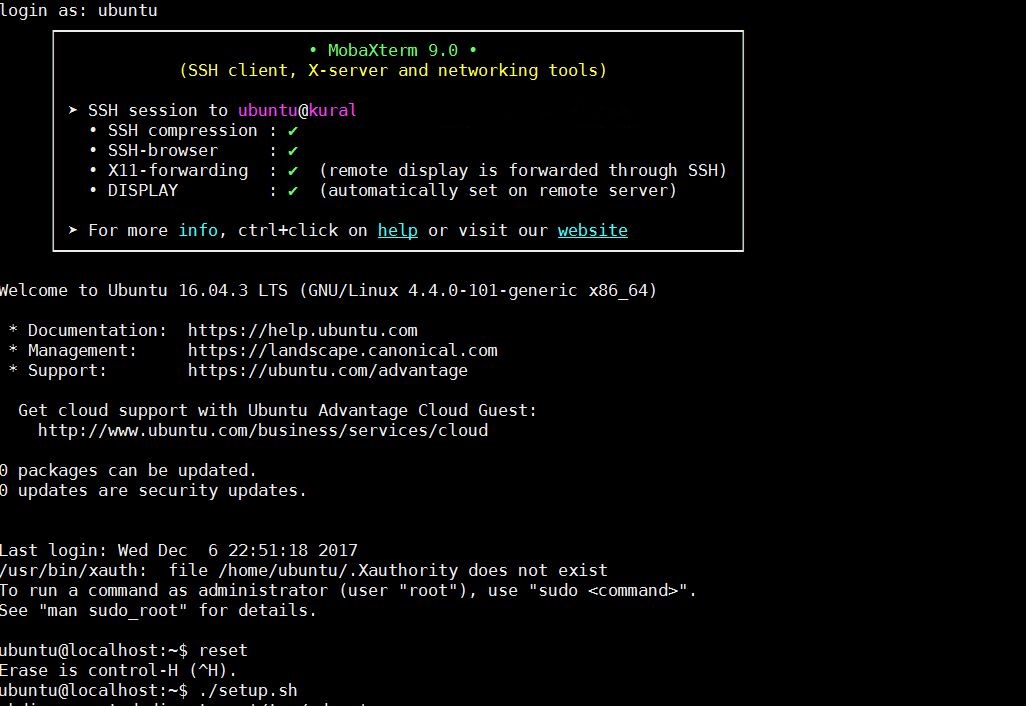 login as: ubuntu
• MobaXterm 9.0 •
(SSH client, X-server and networking tools)
➤ SSH session to ubuntu@kural
• SSH compression : ✔
• SSH-browser     : ✔
• X11-forwarding  : ✔  (remote display is forwarded through SSH)
• DISPLAY         : ✔  (automatically set on remote server)
➤ For more info, ctrl+click on help or visit our website
Welcome to Ubuntu 16.04.3 LTS (GNU/Linux 4.4.0-101-generic x86_64)
* Documentation:  https://help.ubuntu.com
* Management:     https://landscape.canonical.com
* Support:        https://ubuntu.com/advantage
Get cloud support with Ubuntu Advantage Cloud Guest:
http://www.ubuntu.com/business/services/cloud
0 packages can be updated.
0 updates are security updates.
Last login: Wed Dec  6 22:51:18 2017
/usr/bin/xauth:  file /home/ubuntu/.Xauthority does not exist
To run a command as administrator (user "root"), use "sudo <command>".
See "man sudo_root" for details.
ubuntu@localhost:~$ reset
Erase is control-H (^H).
ubuntu@localhost:~$ ./setup.sh